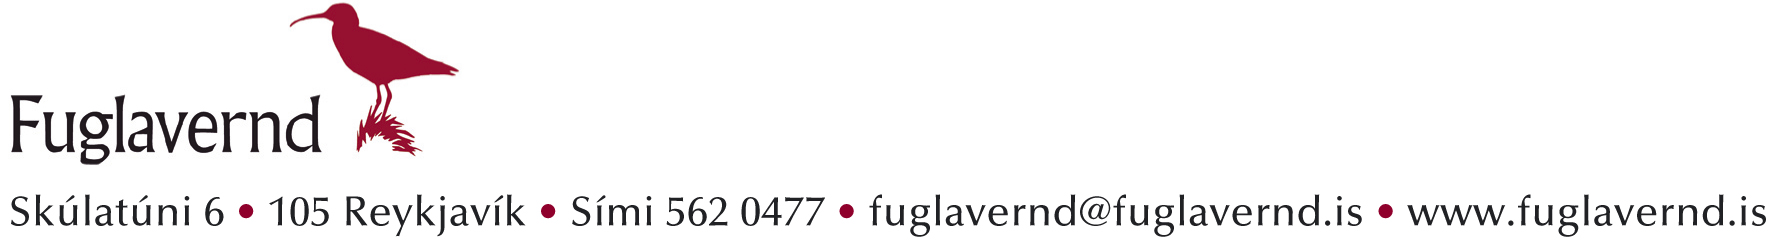 Fuglavernd
Skúlatúni 6 • 105 Reykjavík • Sími 562 0477 • fuglavernd@fuglavernd.is • www.fuglavernd.is